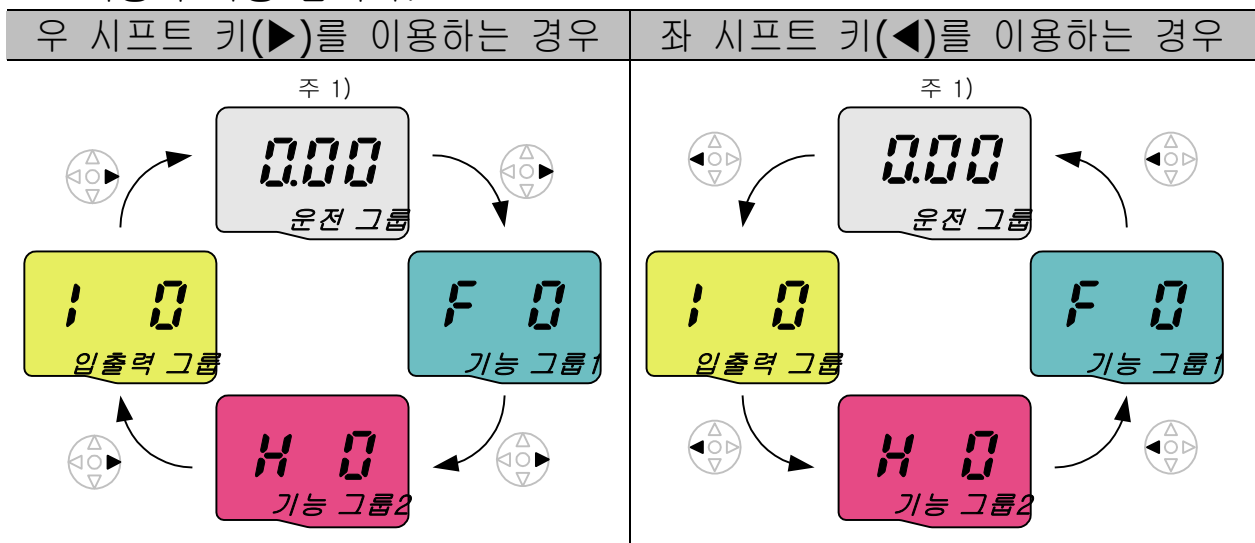 우 시프트 키(▶)를 이용하는 경우
좌 시프트 키(◀)를 이용하는 경우
주 1)
0.00
운전 그룹
I 0
입출력 그룹
F 0
기능 그룹1
H 0
기능 그룹2
주 1)
0.00
운전 그룹
I 0
입출력 그룹
F 0
기능 그룹1
H 0
기능 그룹2